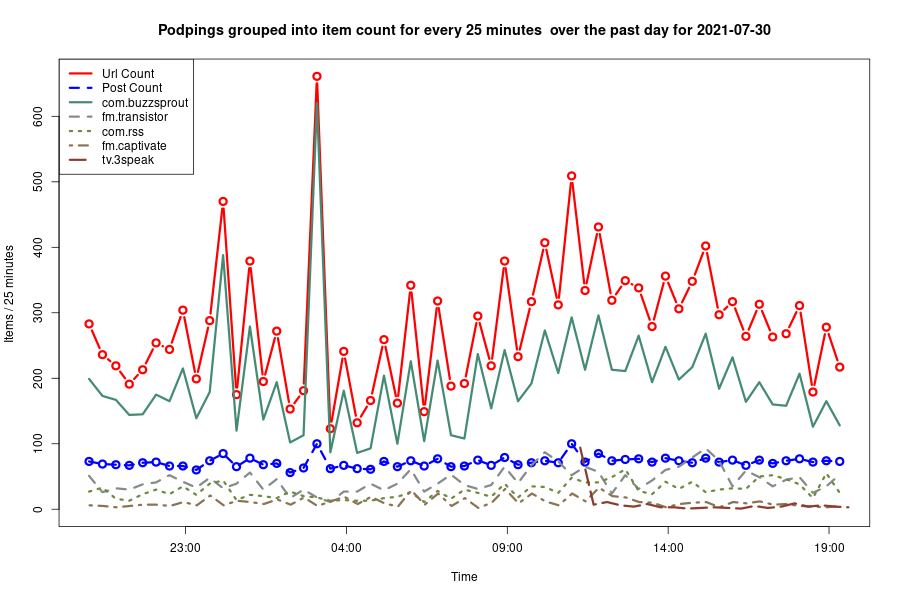 Podpings grouped into item count for every 25 minutes  over the past day for 2021-07-30
Url Count
Post Count
com.buzzsprout
fm.transistor
com.rss
fm.captivate
tv.3speak
Items / 25 minutes
600
500
400
300
200
100
0
23:00 04:00 09:00 14:00 19:00
Time